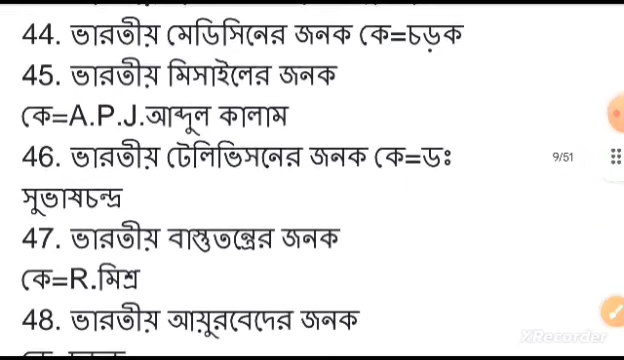 44. ভারতীয় মেডিসিনের জনক কে=চড়ক
45. ভারতীয় মিসাইলের জনক
কে=A.P.J.আব্দুল কালাম
46. ভারতীয় টেলিভিসনের জনক কে=ডঃ
সুভাষচন্দ্র
9/51
47. ভারতীয় বাস্তুতন্ত্রের জনক
কে=R.মিশ্র
48. ভারতীয় আয়ুরবেদের জনক
XRecorder